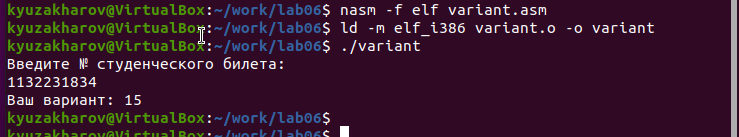 kyuzakharov@VirtualBox:~/work/lab06$ nasm -f elf variant.asm
kyuzakharov@VirtualBox:~/work/lab06$ ld -m elf_i386 variant.o -o variant
kyuzakharov@VirtualBox:~/work/lab06$ ./variant
Введите № студенческого билета:
1132231834
Ваш вариант: 15
kyuzakharov@VirtualBox:~/work/lab06$
kyuzakharov@VirtualBox:~/work/lab06$